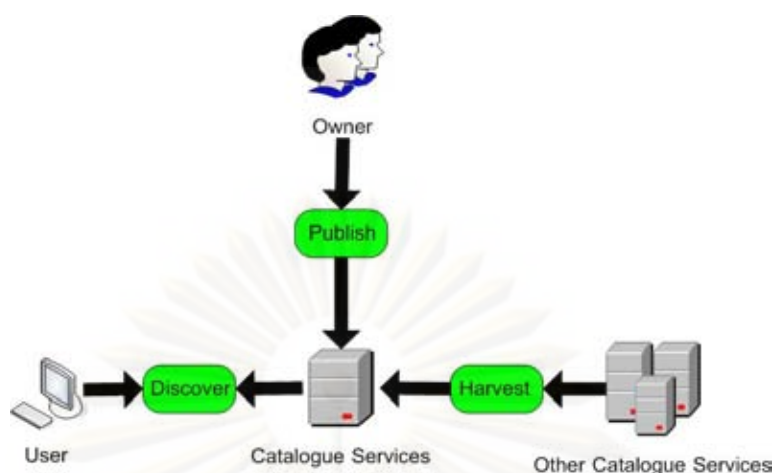 Owner
Publish
Discover
Harvest
User
Catalogue Services
Other Catalogue Services